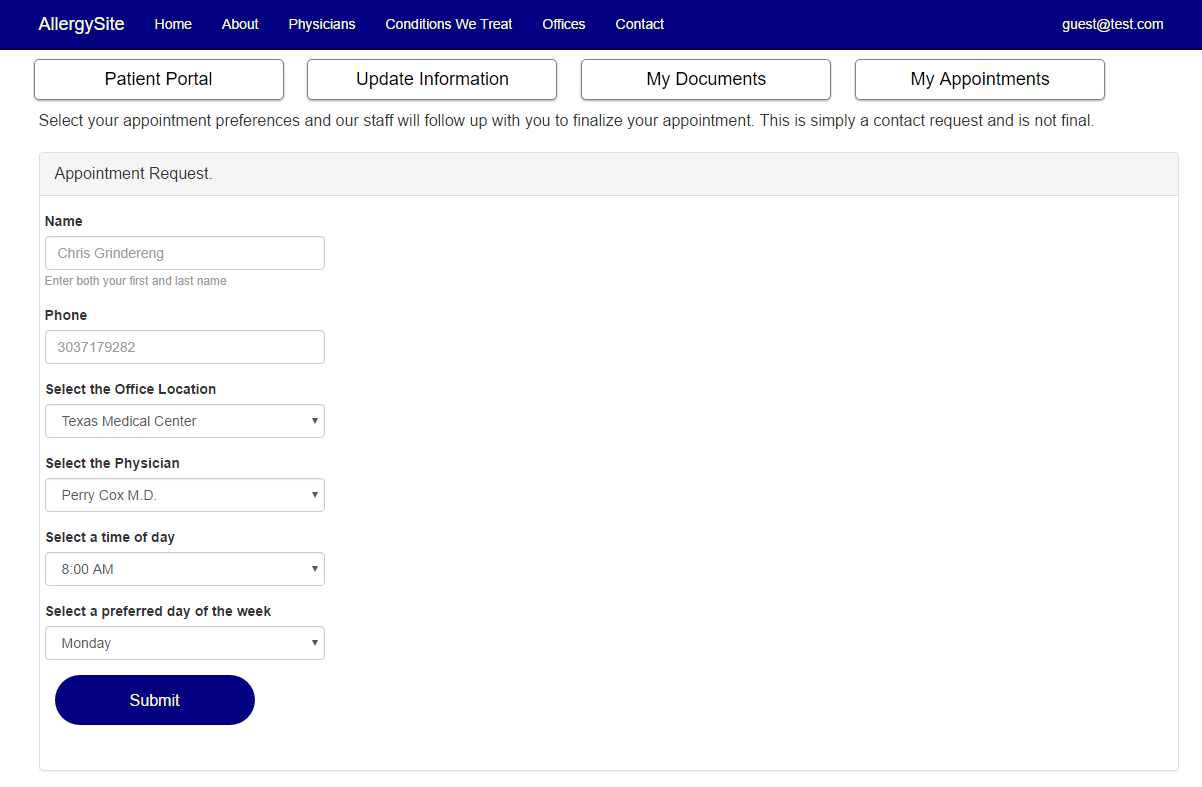 AllergySite Home About Physicians Conditions We Treat Offices Contact guest@test.com
Patient Portal Update Information My Documents My Appointments
Select your appointment preferences and our staff will follow up with you to finalize your appointment. This is simply a contact request and is not final.
Appointment Request.
Name
Chris Grindereng
Enter both your first and last name
Phone
3037179282
Select the Office Location
Texas Medical Center
Select the Physician
Perry Cox M.D.
Select a time of day
8:00 AM
Select a preferred day of the week
Monday
Submit